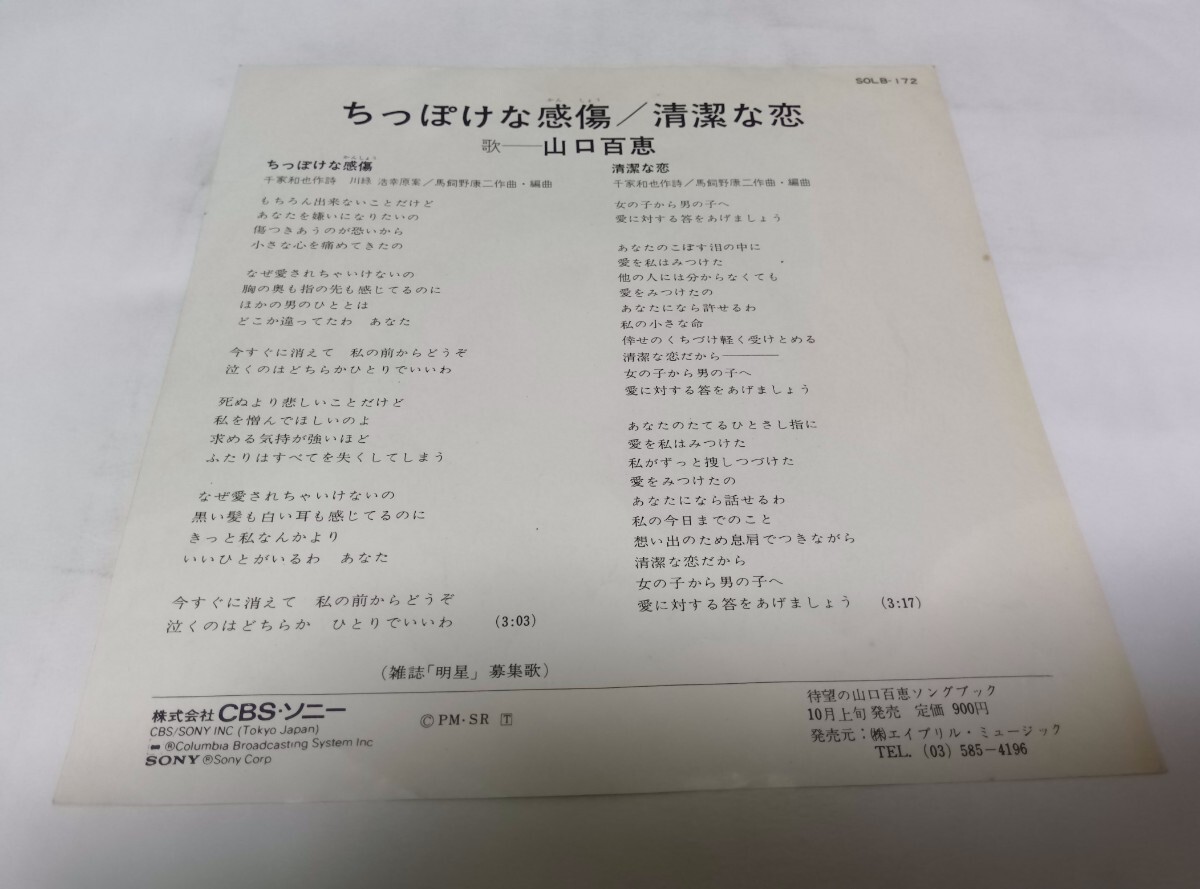 SOLB-172
ちっぽけな感傷／清潔な恋
歌――山口百恵
ちっぽけな感傷
千家和也作詩　川緑 浩幸原案／馬飼野康二作曲・編曲
もちろん出来ないことだけど
あなたを嫌いになりたいの
傷つきあうのが恐いから
小さな心を痛めてきたの
なぜ愛されちゃいけないの
胸の奥も指の先も感じてるのに
ほかの男のひととは
どこか違ってたわ　あなた
今すぐに消えて　私の前からどうぞ
泣くのはどちらかひとりでいいわ
死ぬより悲しいことだけど
私を憎んでほしいのよ
求める気持が強いほど
ふたりはすべてを失くしてしまう
なぜ愛されちゃいけないの
黒い髪も白い耳も感じてるのに
きっと私なんかより
いいひとがいるわ　あなた
今すぐに消えて　私の前からどうぞ
泣くのはどちらか　ひとりでいいわ　(3:03)
(雑誌「明星」募集歌)
清潔な恋
千家和也作詩／馬飼野康二作曲・編曲
女の子から男の子へ
愛に対する答をあげましょう
あなたのこぼす泪の中に
愛を私はみつけた
他の人には分からなくても
愛をみつけたの
あなたになら許せるわ
私の小さな命
倖せのくちづけ軽く受けとめる
清潔な恋だから――
女の子から男の子へ
愛に対する答をあげましょう
あなたのたてるひとさし指に
愛を私はみつけた
私がずっと捜しつづけた
愛をみつけたの
あなたになら話せるわ
私の今日までのこと
想い出のため息肩でつきながら
清潔な恋だから
女の子から男の子へ
愛に対する答をあげましょう　(3:17)
株式会社 CBS・ソニー
CBS/SONY INC (Tokyo Japan)
®Columbia Broadcasting System Inc
SONY ®Sony Corp
©PM・SR 🅃
待望の山口百恵ソングブック
10月上旬発売　定価 900円
発売元：㈱エイブリル・ミュージック
TEL. (03) 585-4196